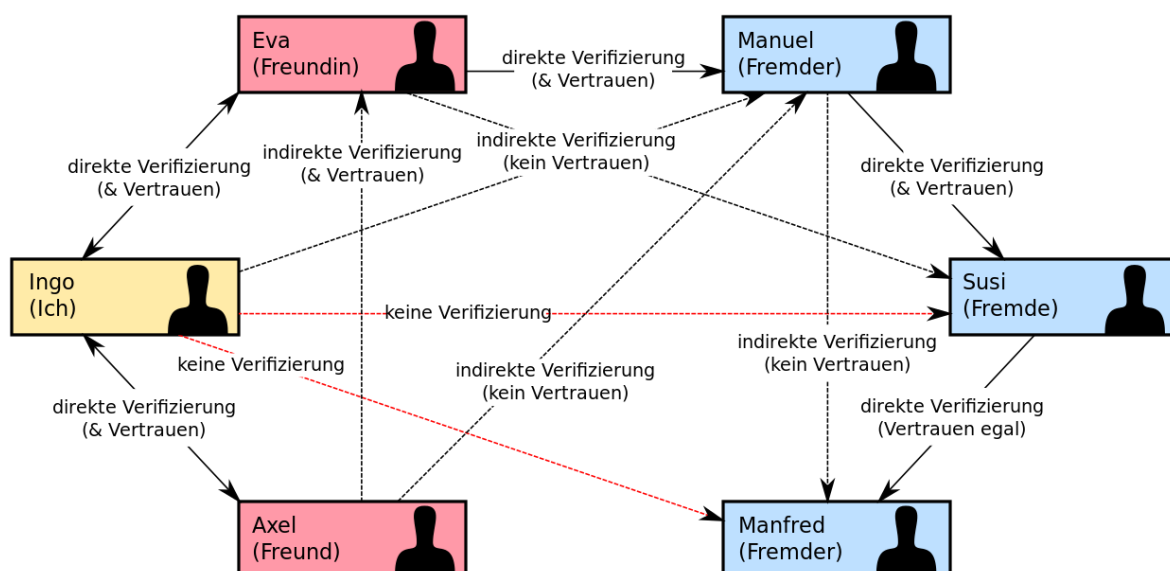 Eva
(Freundin)
Manuel
(Fremder)
direkte Verifizierung
(& Vertrauen)
direkte Verifizierung
(& Vertrauen)
indirekte Verifizierung
(& Vertrauen)
indirekte Verifizierung
(kein Vertrauen)
direkte Verifizierung
(& Vertrauen)
Ingo
(Ich)
Susi
(Fremde)
keine Verifizierung
keine Verifizierung
indirekte Verifizierung
(kein Vertrauen)
indirekte Verifizierung
(kein Vertrauen)
direkte Verifizierung
(& Vertrauen)
direkte Verifizierung
(Vertrauen egal)
Axel
(Freund)
Manfred
(Fremder)